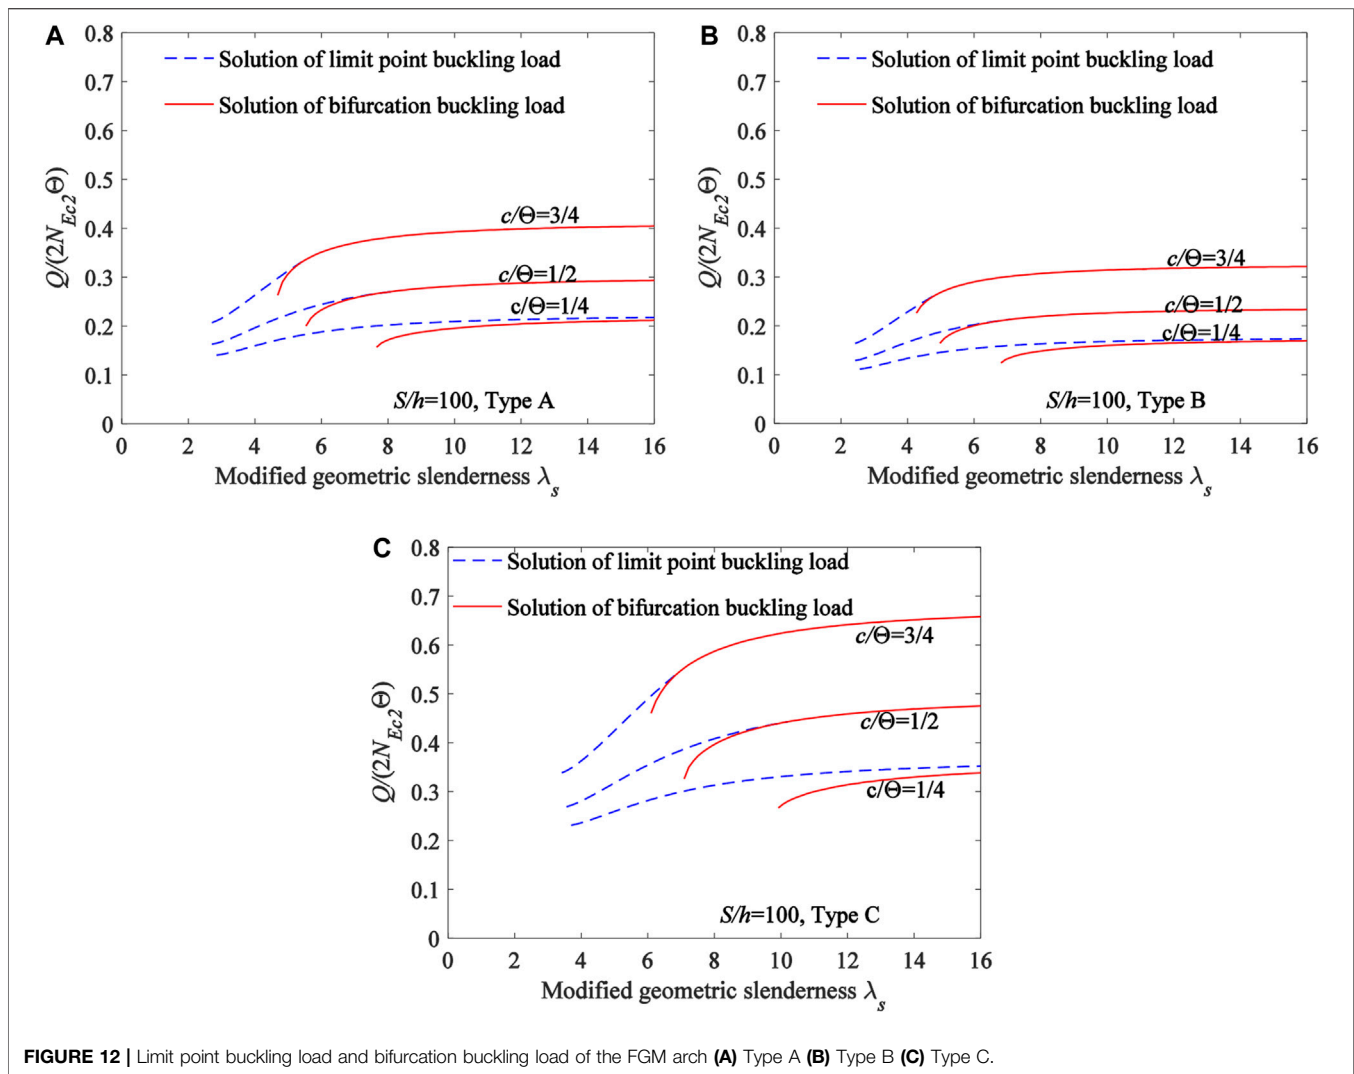 A
0.8
0.7
0.6
0.5
0.4
0.3
0.2
0.1
0
Q/(2N_Ec2 Θ)
Solution of limit point buckling load
Solution of bifurcation buckling load
c/Θ=3/4
c/Θ=1/2
c/Θ=1/4
S/h=100, Type A
0 2 4 6 8 10 12 14 16
Modified geometric slenderness λ_s
B
0.8
0.7
0.6
0.5
0.4
0.3
0.2
0.1
0
Q/(2N_Ec2 Θ)
Solution of limit point buckling load
Solution of bifurcation buckling load
c/Θ=3/4
c/Θ=1/2
c/Θ=1/4
S/h=100, Type B
0 2 4 6 8 10 12 14 16
Modified geometric slenderness λ_s
C
0.8
0.7
0.6
0.5
0.4
0.3
0.2
0.1
0
Q/(2N_Ec2 Θ)
Solution of limit point buckling load
Solution of bifurcation buckling load
c/Θ=3/4
c/Θ=1/2
c/Θ=1/4
S/h=100, Type C
0 2 4 6 8 10 12 14 16
Modified geometric slenderness λ_s
FIGURE 12 | Limit point buckling load and bifurcation buckling load of the FGM arch (A) Type A (B) Type B (C) Type C.